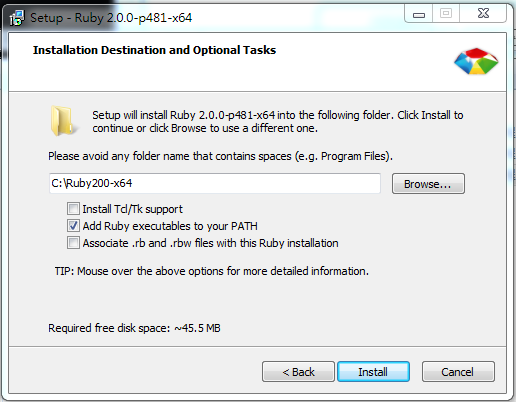 Setup - Ruby 2.0.0-p481-x64
Installation Destination and Optional Tasks
Setup will install Ruby 2.0.0-p481-x64 into the following folder. Click Install to
continue or click Browse to use a different one.
Please avoid any folder name that contains spaces (e.g. Program Files).
C:\Ruby200-x64
Browse...
Install Tcl/Tk support
Add Ruby executables to your PATH
Associate .rb and .rbw files with this Ruby installation
TIP: Mouse over the above options for more detailed information.
Required free disk space: ~45.5 MB
< Back Install Cancel